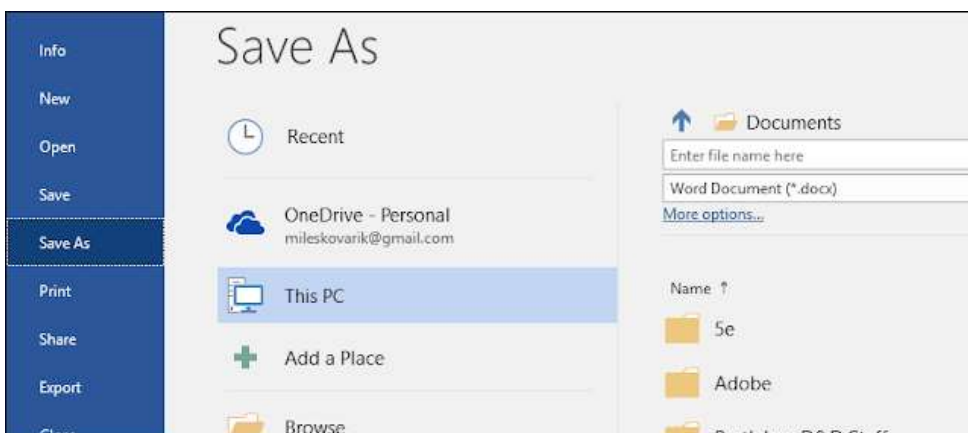 Info
New
Open
Save
Save As
Print
Share
Export
Save As
Recent
OneDrive - Personal
mileskovarik@gmail.com
This PC
Add a Place
Browse
Documents
Enter file name here
Word Document (*.docx)
More options...
Name ↑
5e
Adobe